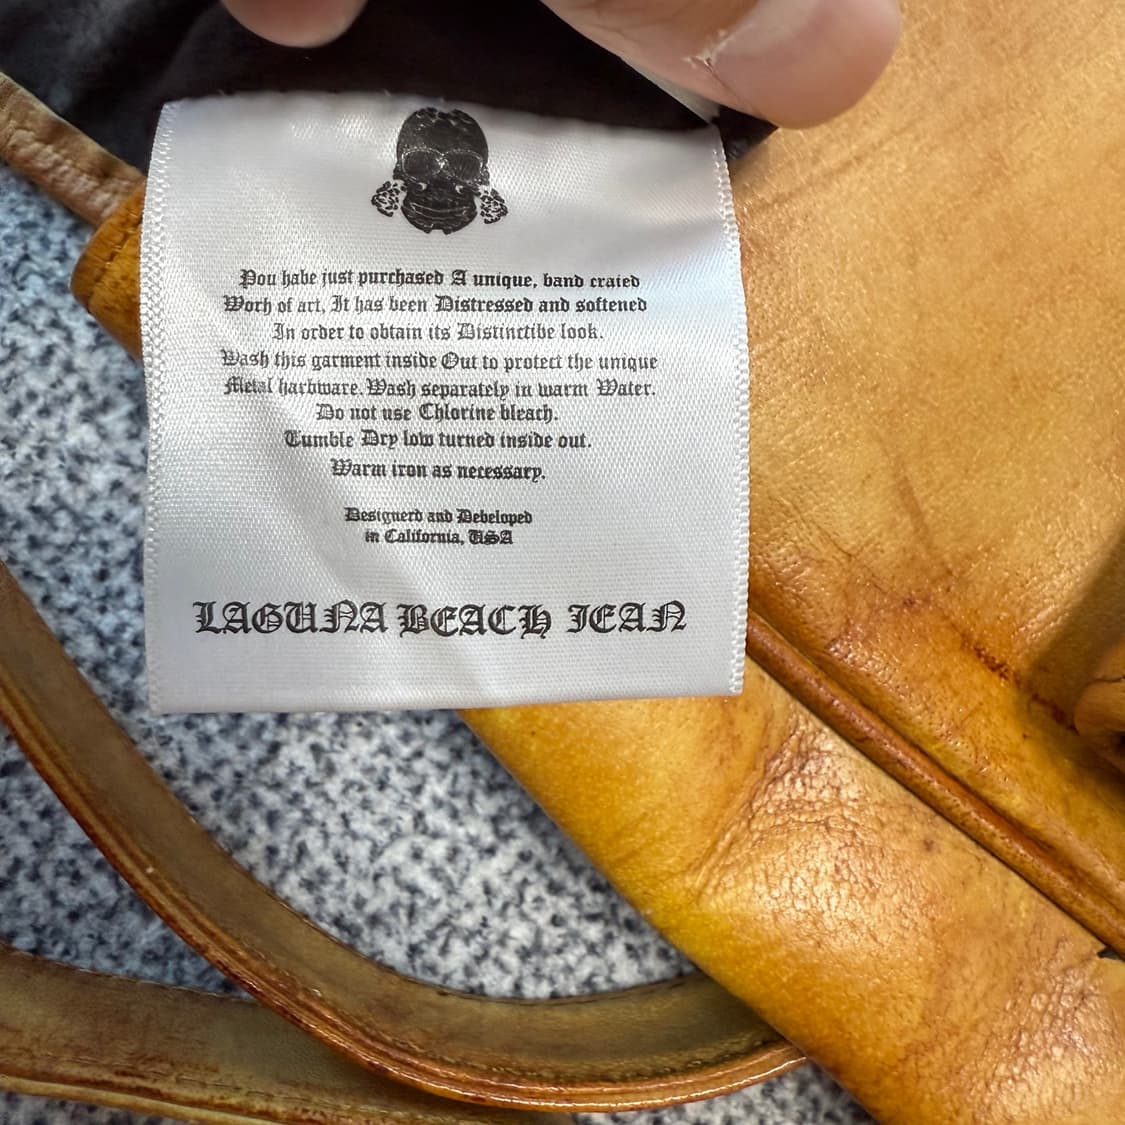 You habe just purchased A unique, hand craied
Worh of art, It has been Distressed and softened
In order to obtain its Distinctibe look.
Wash this garment inside Out to protect the unique
Metal harbware. Wash separately in warm Water.
Do not use Chlorine bleach.
Tumble Dry low turned inside out.
Warm iron as necessary.
Designerd and Debeloped
in California, USA
LAGUNA BEACH JEAN